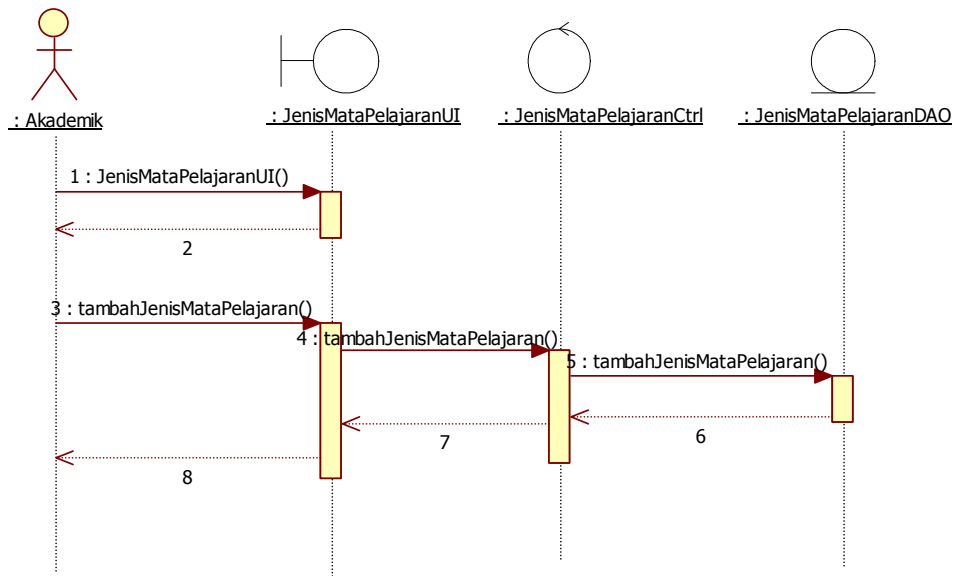 : Akademik
: JenisMataPelajaranUI
: JenisMataPelajaranCtrl
: JenisMataPelajaranDAO
1 : JenisMataPelajaranUI()
2
3 : tambahJenisMataPelajaran()
4 : tambahJenisMataPelajaran()
5 : tambahJenisMataPelajaran()
6
7
8